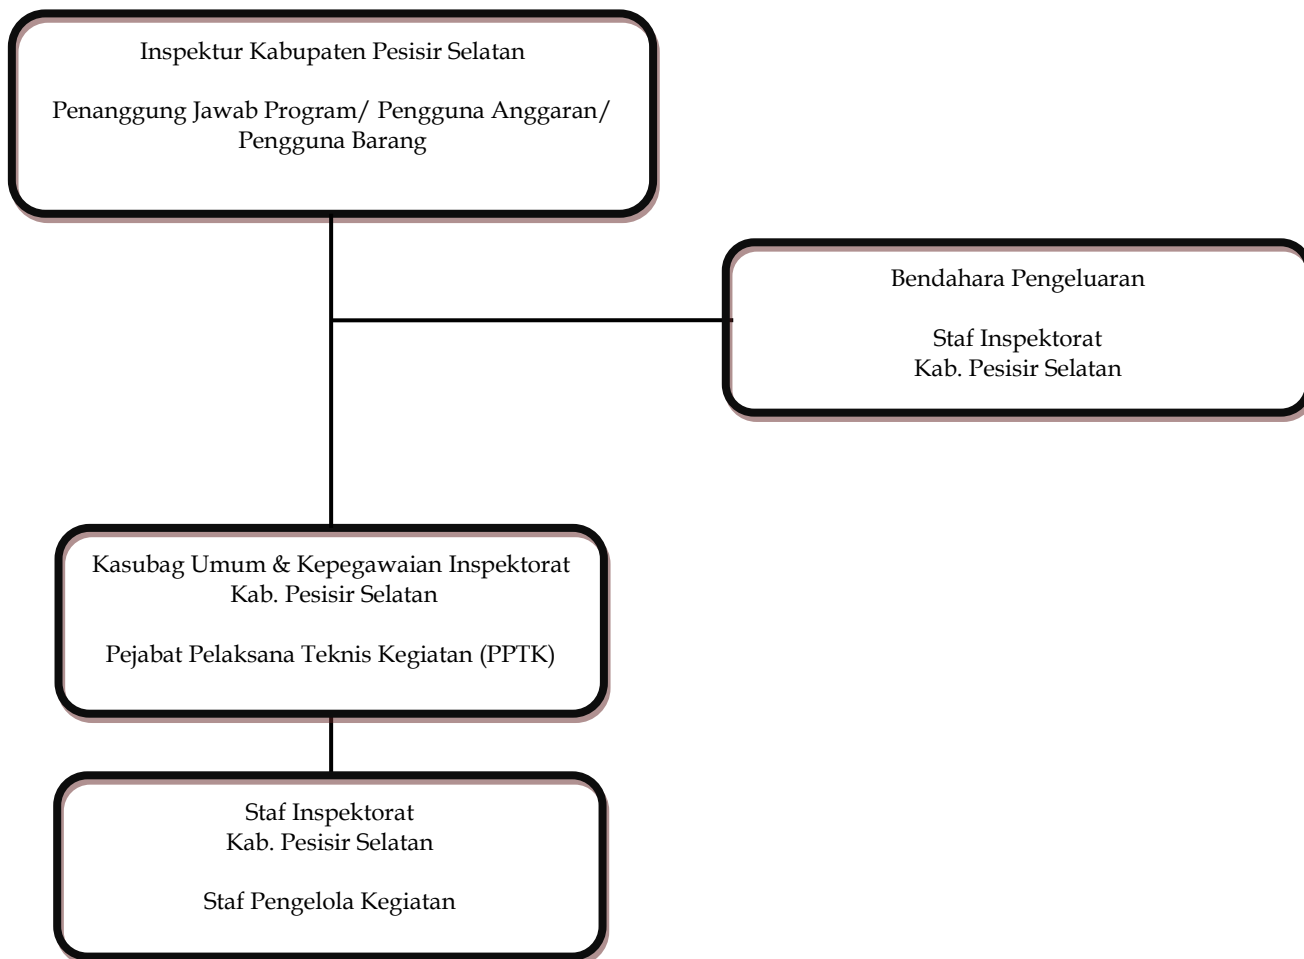 Inspektur Kabupaten Pesisir Selatan
Penanggung Jawab Program/ Pengguna Anggaran/
Pengguna Barang
Bendahara Pengeluaran
Staf Inspektorat
Kab. Pesisir Selatan
Kasubag Umum & Kepegawaian Inspektorat
Kab. Pesisir Selatan
Pejabat Pelaksana Teknis Kegiatan (PPTK)
Staf Inspektorat
Kab. Pesisir Selatan
Staf Pengelola Kegiatan